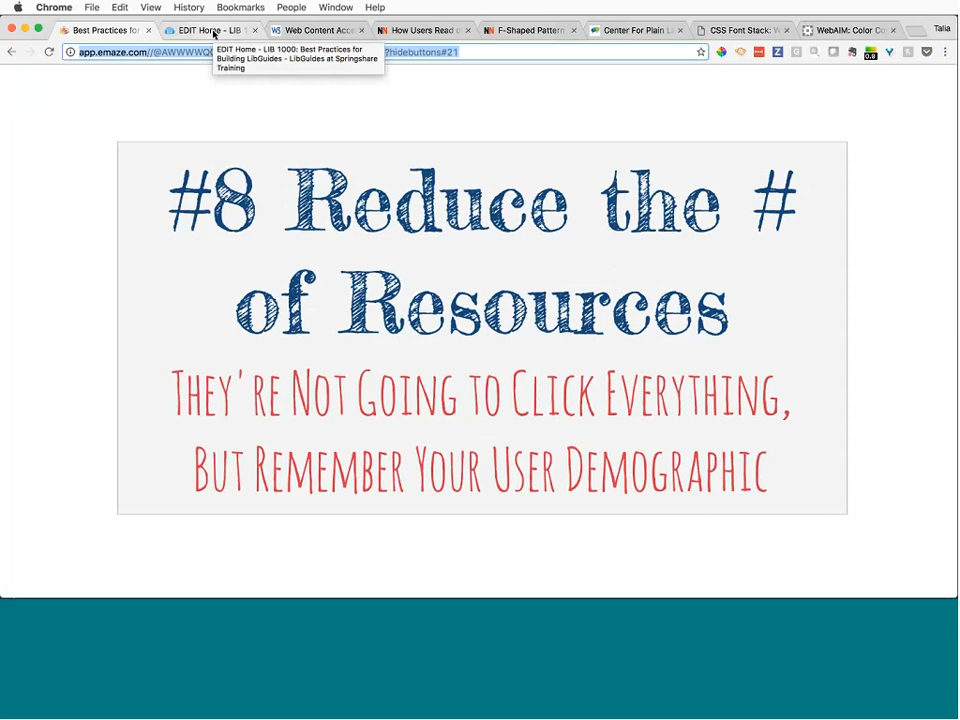 Chrome File Edit View History Bookmarks People Window Help
Best Practices for EDIT Home - LIB 1 Web Content Acc How Users Read o F-Shaped Pattern Center For Plain L CSS Font Stack: W WebAIM: Color Co Talia
app.emaze.com//@AWWWWQ ?hidebuttons#21
EDIT Home - LIB 1000: Best Practices for
Building LibGuides - LibGuides at Springshare
Training
#8 Reduce the #
of Resources
They're Not Going to Click Everything,
But Remember Your User Demographic